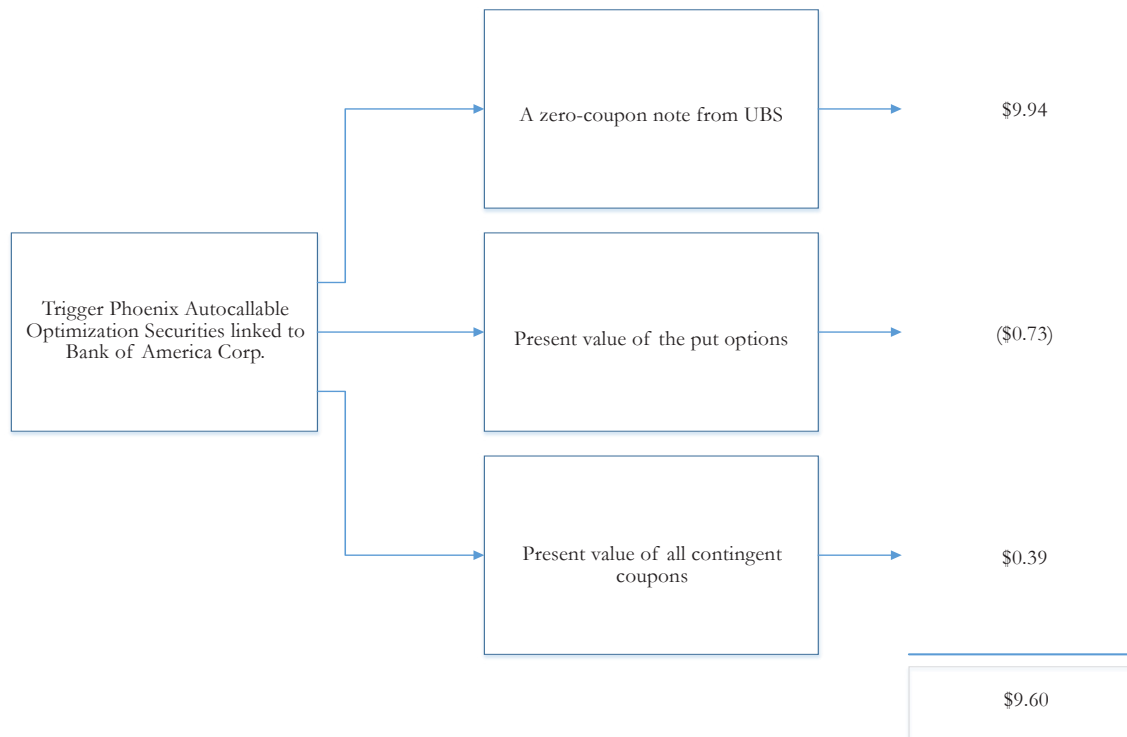 A zero-coupon note from UBS
$9.94
Trigger Phoenix Autocallable
Optimization Securities linked to
Bank of America Corp.
Present value of the put options
($0.73)
Present value of all contingent
coupons
$0.39
$9.60